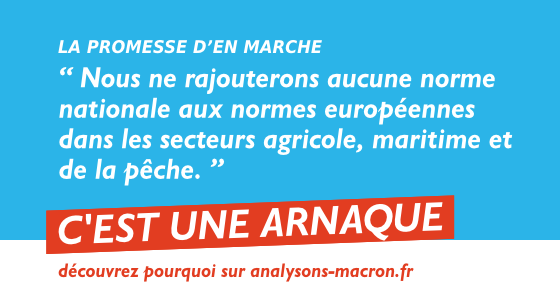 LA PROMESSE D’EN MARCHE
“ Nous ne rajouterons aucune norme
nationale aux normes européennes
dans les secteurs agricole, maritime et
de la pêche. ”
C'EST UNE ARNAQUE
découvrez pourquoi sur analysons-macron.fr